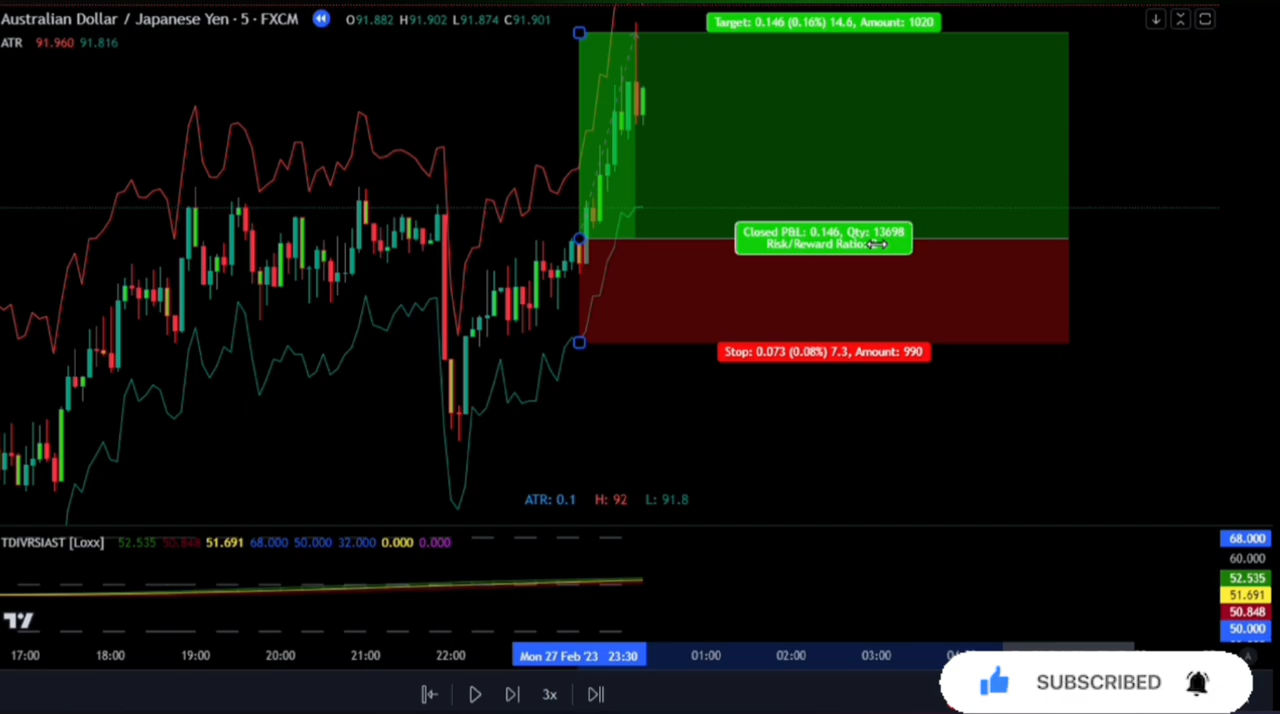 Australian Dollar / Japanese Yen · 5 · FXCM O91.882 H91.902 L91.874 C91.901
ATR 91.960 91.816
Target: 0.146 (0.16%) 14.6, Amount: 1020
Closed P&L: 0.146, Qty: 13698
Risk/Reward Ratio:
Stop: 0.073 (0.08%) 7.3, Amount: 990
ATR: 0.1 H: 92 L: 91.8
TDIVRSIAST [Loxx] 52.535 50.848 51.691 68.000 50.000 32.000 0.000 0.000
68.000
60.000
52.535
51.691
50.848
50.000
17:00 18:00 19:00 20:00 21:00 22:00 Mon 27 Feb '23 23:30 01:00 02:00 03:00
3x
SUBSCRIBED